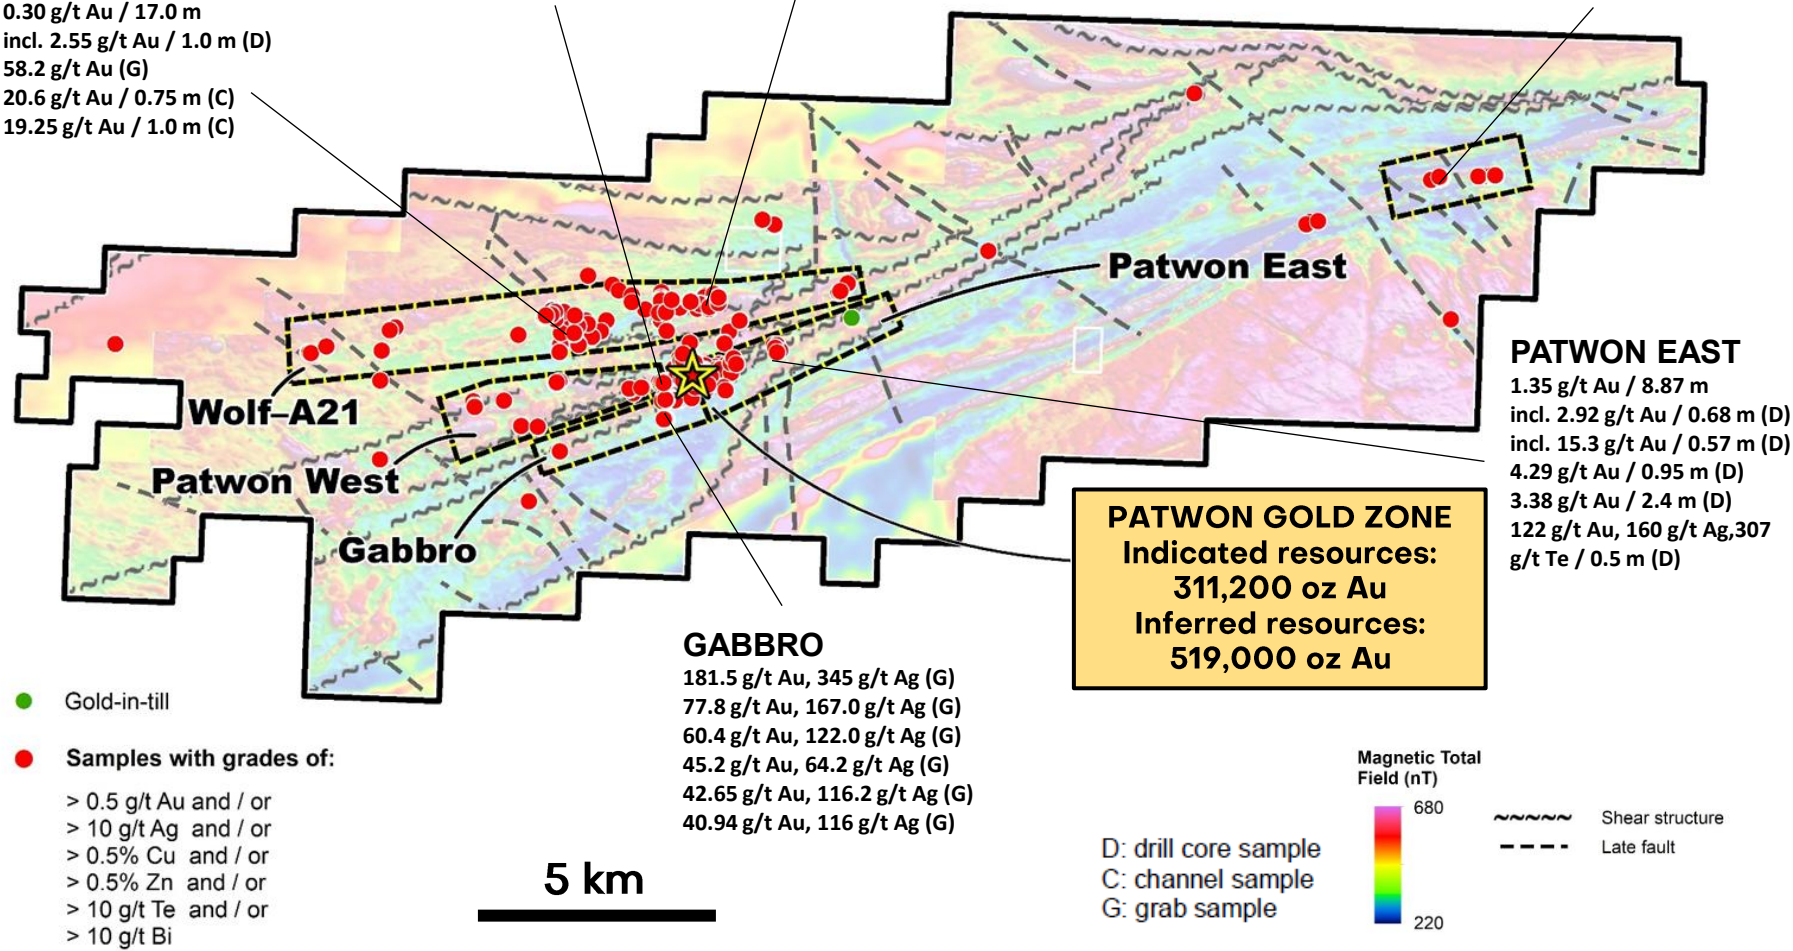 0.30 g/t Au / 17.0 m
incl. 2.55 g/t Au / 1.0 m (D)
58.2 g/t Au (G)
20.6 g/t Au / 0.75 m (C)
19.25 g/t Au / 1.0 m (C)
Patwon East
Wolf–A21
Patwon West
Gabbro
PATWON EAST
1.35 g/t Au / 8.87 m
incl. 2.92 g/t Au / 0.68 m (D)
incl. 15.3 g/t Au / 0.57 m (D)
4.29 g/t Au / 0.95 m (D)
3.38 g/t Au / 2.4 m (D)
122 g/t Au, 160 g/t Ag,307
g/t Te / 0.5 m (D)
PATWON GOLD ZONE
Indicated resources:
311,200 oz Au
Inferred resources:
519,000 oz Au
GABBRO
181.5 g/t Au, 345 g/t Ag (G)
77.8 g/t Au, 167.0 g/t Ag (G)
60.4 g/t Au, 122.0 g/t Ag (G)
45.2 g/t Au, 64.2 g/t Ag (G)
42.65 g/t Au, 116.2 g/t Ag (G)
40.94 g/t Au, 116 g/t Ag (G)
Gold-in-till
Samples with grades of:
> 0.5 g/t Au and / or
> 10 g/t Ag and / or
> 0.5% Cu and / or
> 0.5% Zn and / or
> 10 g/t Te and / or
> 10 g/t Bi
5 km
D: drill core sample
C: channel sample
G: grab sample
Magnetic Total
Field (nT)
680
220
Shear structure
Late fault